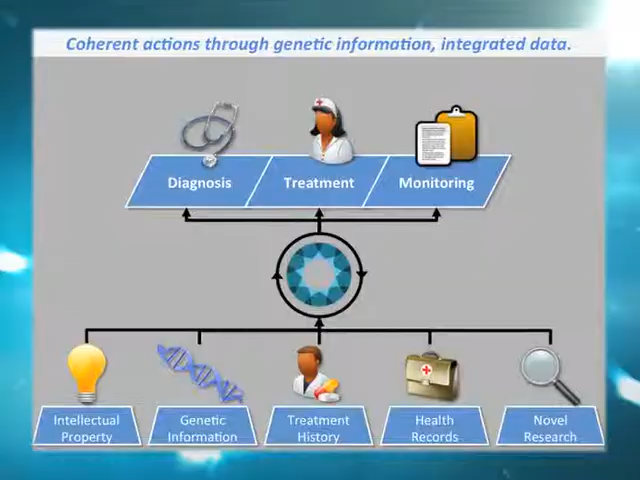 Coherent actions through genetic information, integrated data.
Diagnosis
Treatment
Monitoring
Intellectual
Property
Genetic
Information
Treatment
History
Health
Records
Novel
Research